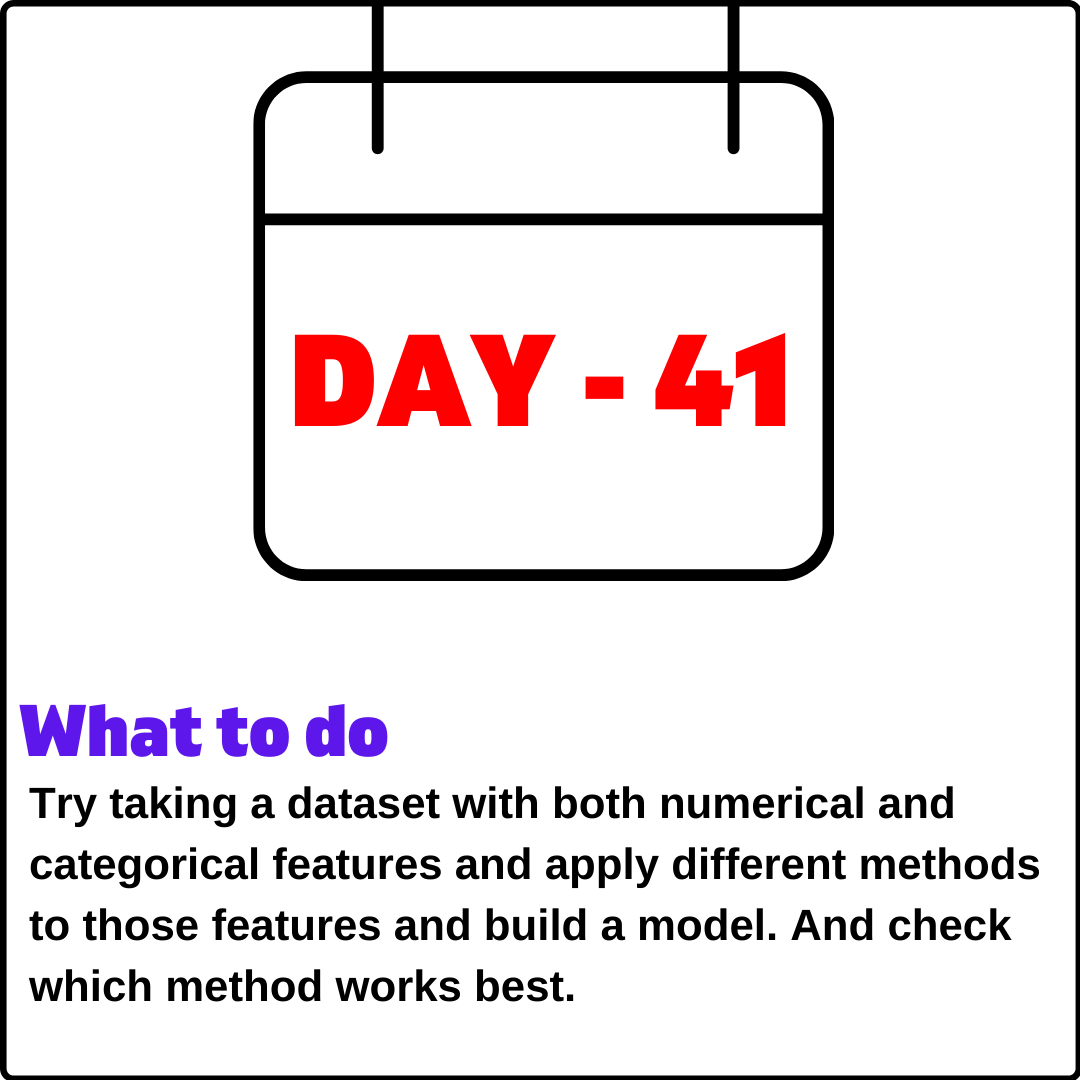 DAY - 41
What to do
Try taking a dataset with both numerical and
categorical features and apply different methods
to those features and build a model. And check
which method works best.